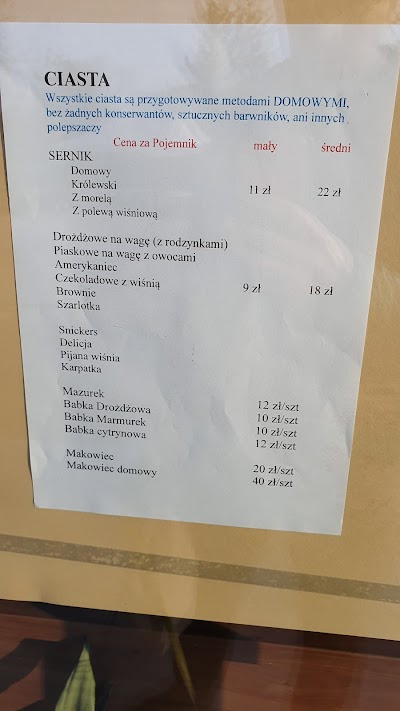 CIASTA
Wszystkie ciasta są przygotowywane metodami DOMOWYMI,
bez żadnych konserwantów, sztucznych barwników, ani innych
polepszaczy
Cena za Pojemnik mały średni
SERNIK
Domowy
Królewski 11 zł 22 zł
Z morelą
Z polewą wiśniową
Drożdżowe na wagę (z rodzynkami)
Piaskowe na wagę z owocami
Amerykaniec
Czekoladowe z wiśnią 9 zł 18 zł
Brownie
Szarlotka
Snickers
Delicja
Pijana wiśnia
Karpatka
Mazurek 12 zł/szt
Babka Drożdżowa 10 zł/szt
Babka Marmurek 10 zł/szt
Babka cytrynowa 12 zł/szt
Makowiec 20 zł/szt
Makowiec domowy 40 zł/szt